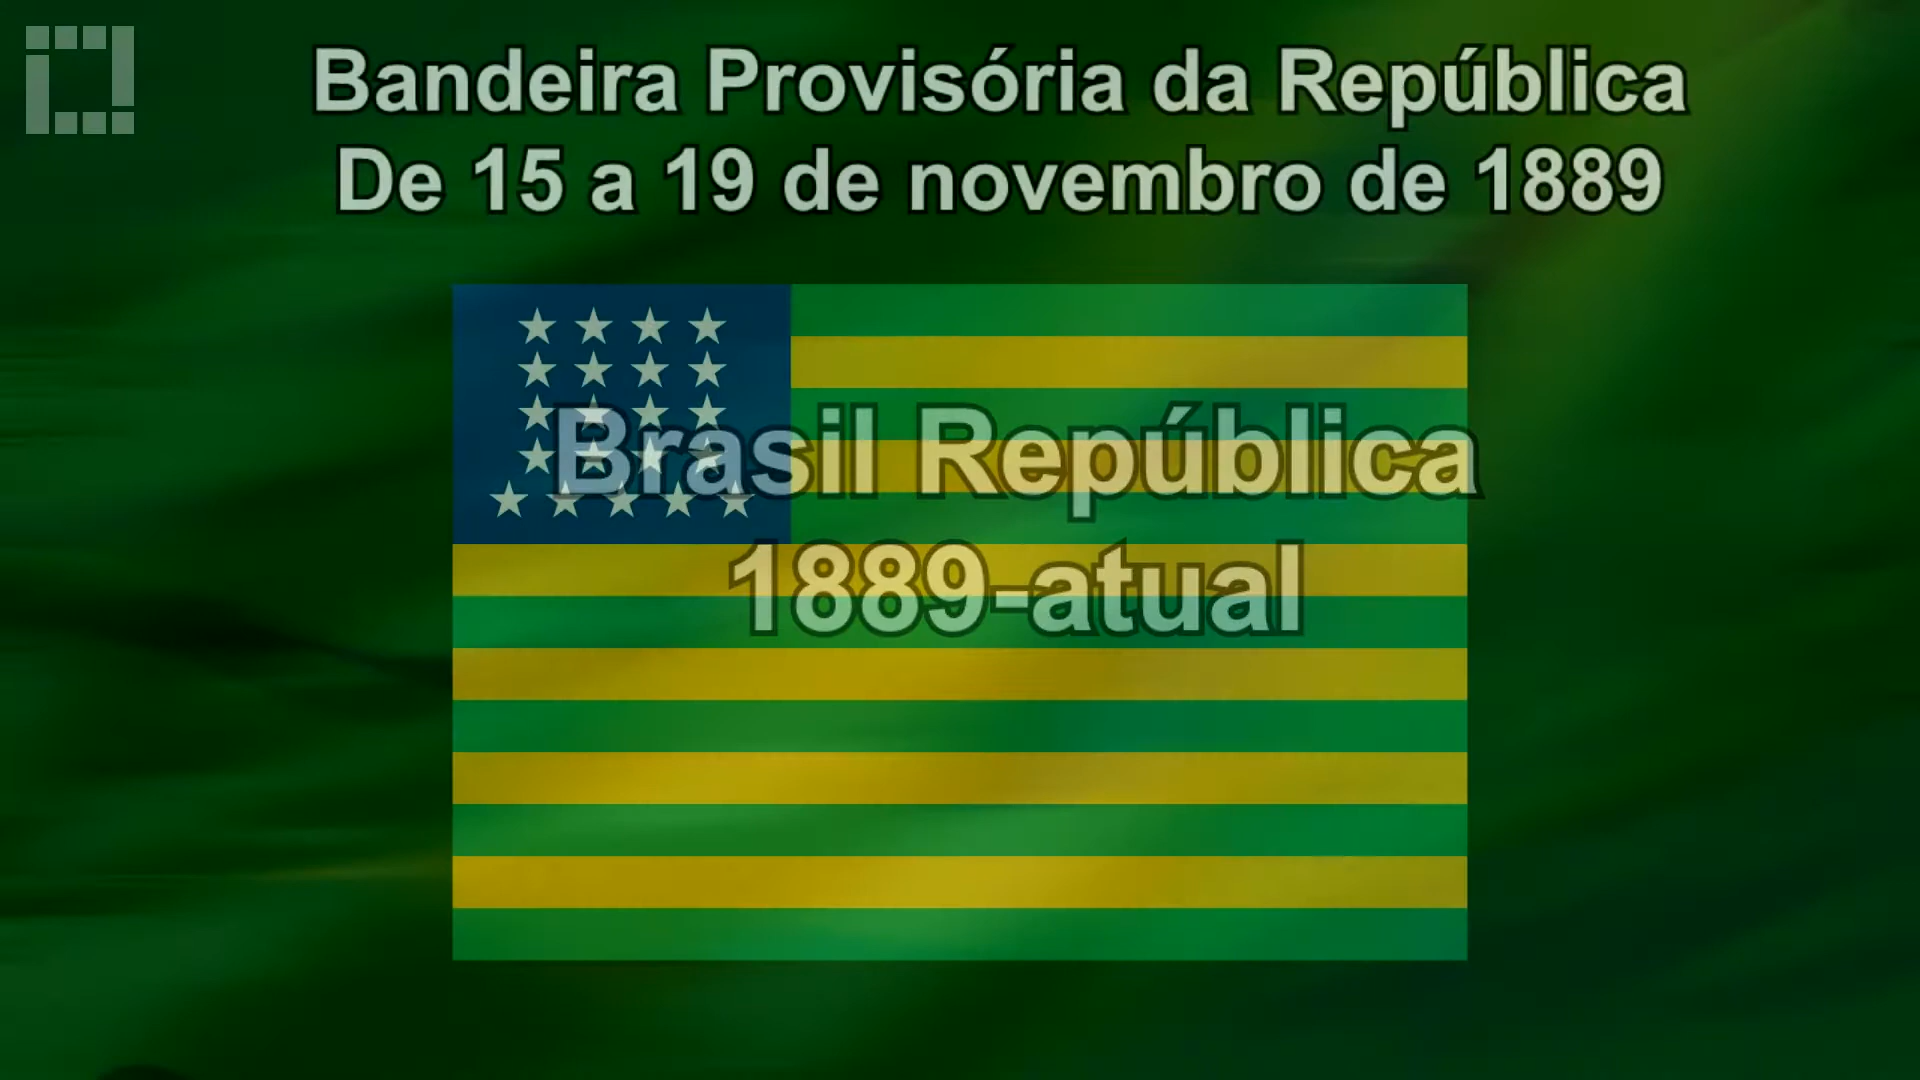 Bandeira Provisória da República
De 15 a 19 de novembro de 1889
Brasil República
1889-atual